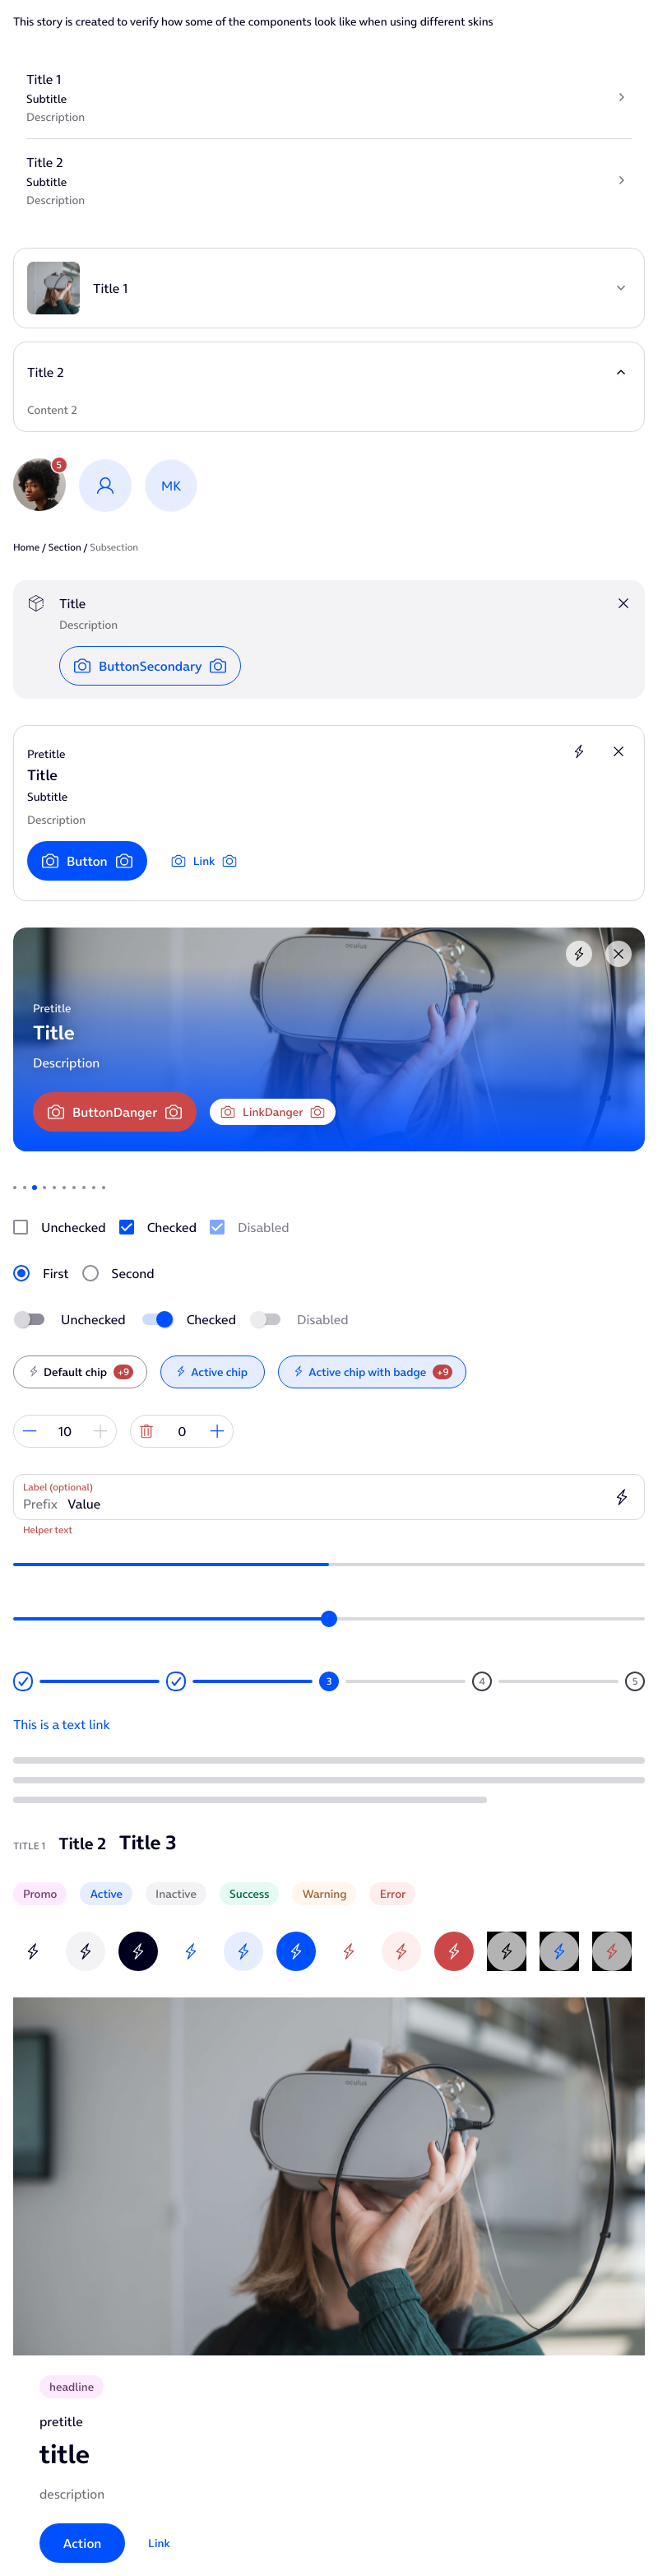 This story is created to verify how some of the components look like when using different skins
Title 1
Subtitle
Description
Title 2
Subtitle
Description
Title 1
Title 2
Content 2
5
MK
Home / Section / Subsection
Title
Description
ButtonSecondary
Pretitle
Title
Subtitle
Description
Button Link
oculus
Pretitle
Title
Description
ButtonDanger LinkDanger
Unchecked Checked Disabled
First Second
Unchecked Checked Disabled
Default chip +9 Active chip Active chip with badge +9
10 0
Label (optional)
Prefix Value
Helper text
3 4 5
This is a text link
TITLE 1 Title 2 Title 3
Promo Active Inactive Success Warning Error
oculus
headline
pretitle
title
description
Action Link